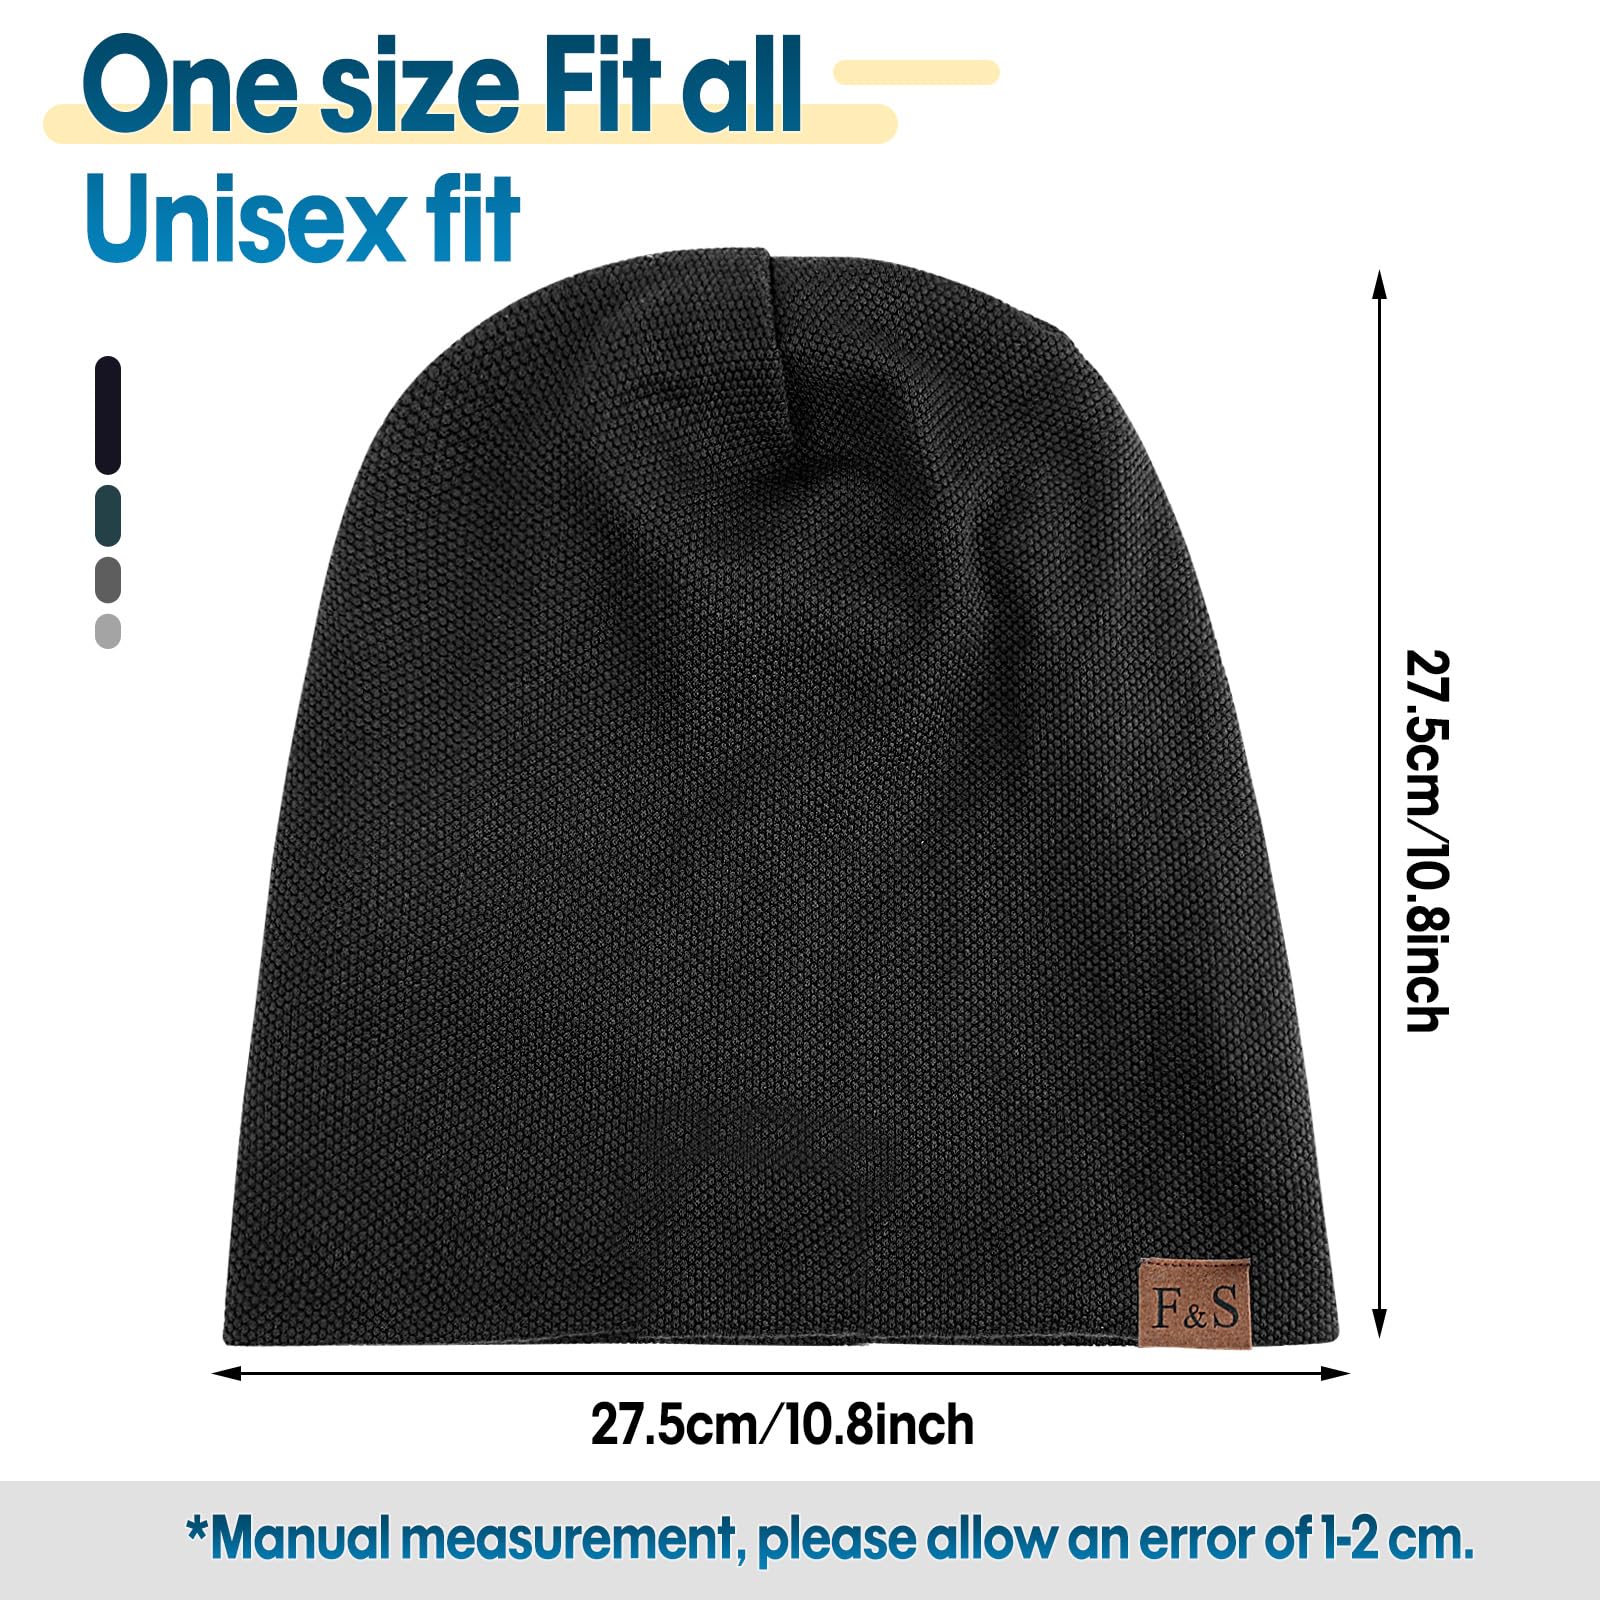 One size Fit all
Unisex fit
27.5cm/10.8inch
F&S
27.5cm/10.8inch
*Manual measurement, please allow an error of 1-2 cm.